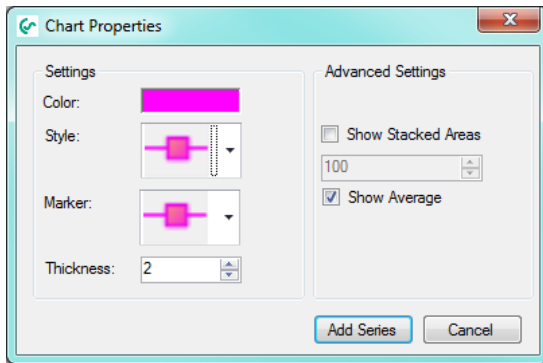 Chart Properties
Settings
Color:
Style:
Marker:
Thickness: 2
Advanced Settings
Show Stacked Areas
100
Show Average
Add Series Cancel